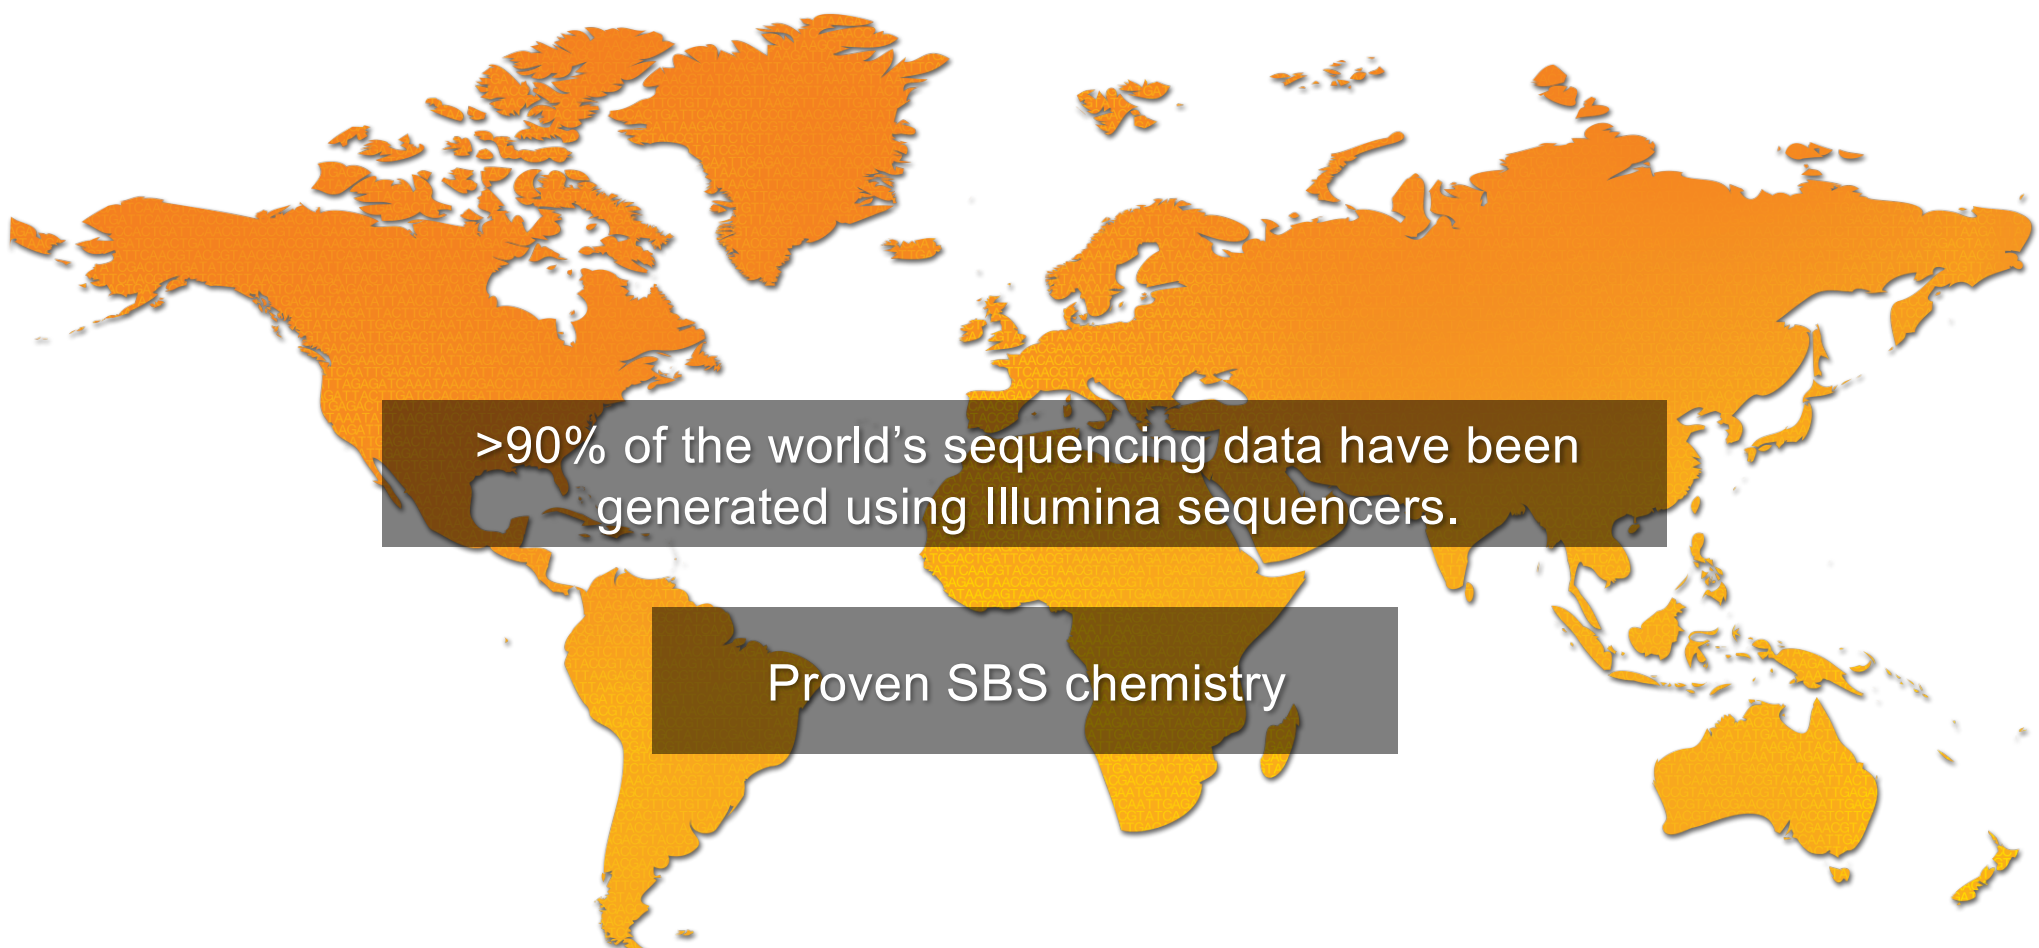 >90% of the world’s sequencing data have been
generated using Illumina sequencers.
Proven SBS chemistry